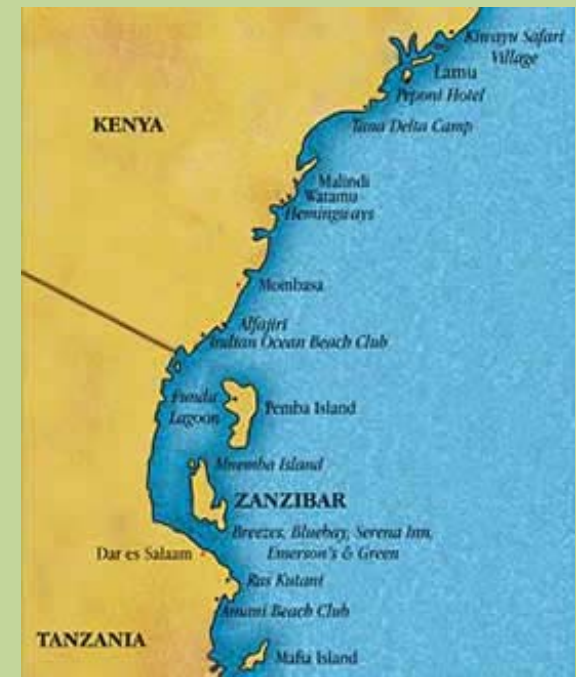 Kiwayu Safari
Village
Lamu
Peponi Hotel
KENYA
Tana Delta Camp
Malindi
Watamu
Hemingways
Mombasa
Alfajiri
Indian Ocean Beach Club
Funda
Lagoon
Pemba Island
Mnemba Island
ZANZIBAR
Breezes, Bluebay, Serena Inn,
Emerson's & Green
Dar es Salaam
Ras Kutani
Amani Beach Club
TANZANIA
Mafia Island